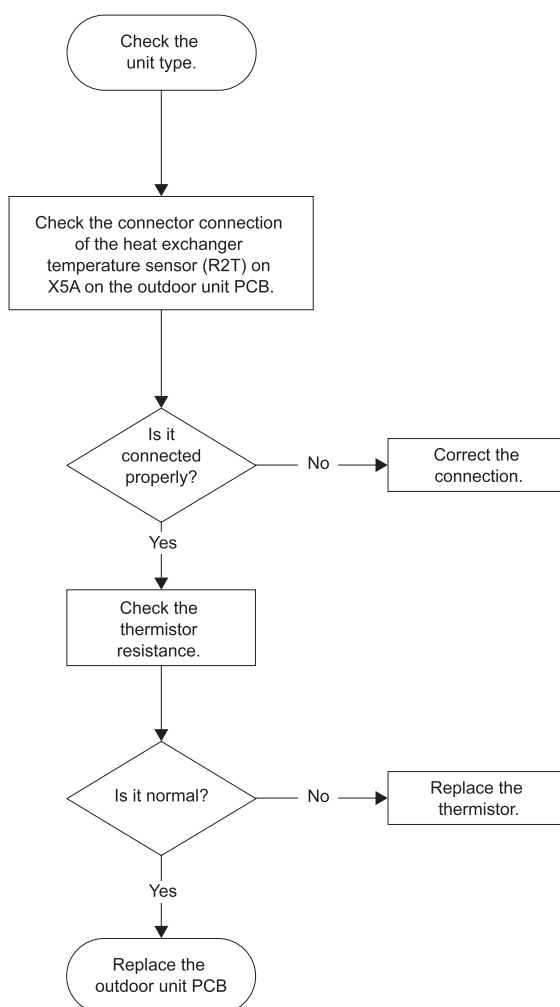 Check the
unit type.
Check the connector connection
of the heat exchanger
temperature sensor (R2T) on
X5A on the outdoor unit PCB.
Is it
connected
properly?
No
Correct the
connection.
Yes
Check the
thermistor
resistance.
Is it normal?
No
Replace the
thermistor.
Yes
Replace the
outdoor unit PCB